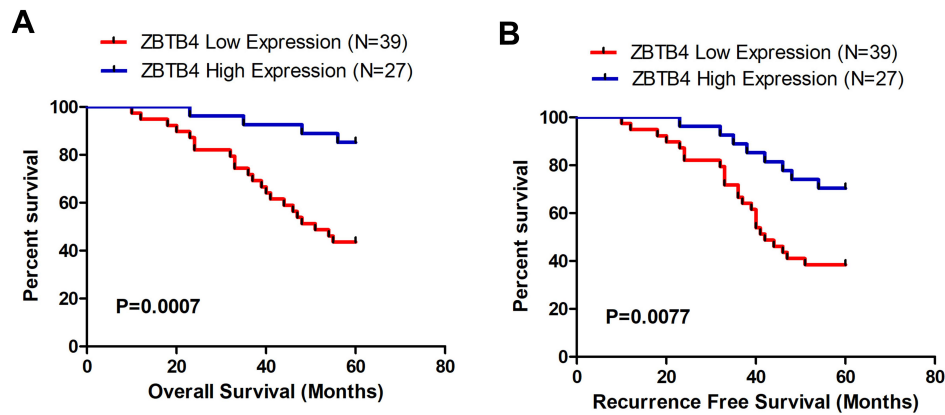 A
ZBTB4 Low Expression (N=39)
ZBTB4 High Expression (N=27)
100
80
60
40
20
0
Percent survival
P=0.0007
0 20 40 60 80
Overall Survival (Months)
B
ZBTB4 Low Expression (N=39)
ZBTB4 High Expression (N=27)
100
80
60
40
20
0
Percent survival
P=0.0077
0 20 40 60 80
Recurrence Free Survival (Months)